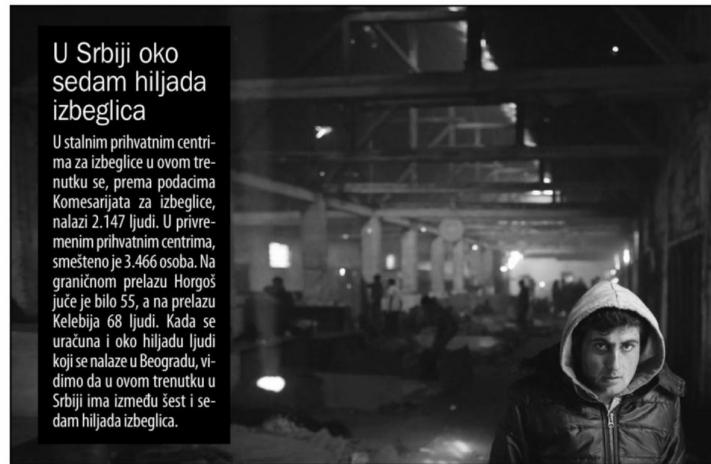 U Srbiji oko
sedam hiljada
izbeglica
U stalnim prihvatnim centri-
ma za izbeglice u ovom tre-
nutku se, prema podacima
Komesarijata za izbeglice,
nalazi 2.147 ljudi. U privre-
menim prihvatnim centrima,
smešteno je 3.466 osoba. Na
graničnom prelazu Horgoš
juče je bilo 55, a na prelazu
Kelebija 68 ljudi. Kada se
uračuna i oko hiljadu ljudi
koji se nalaze u Beogradu, vi-
dimo da u ovom trenutku u
Srbiji ima između šest i se-
dam hiljada izbeglica.